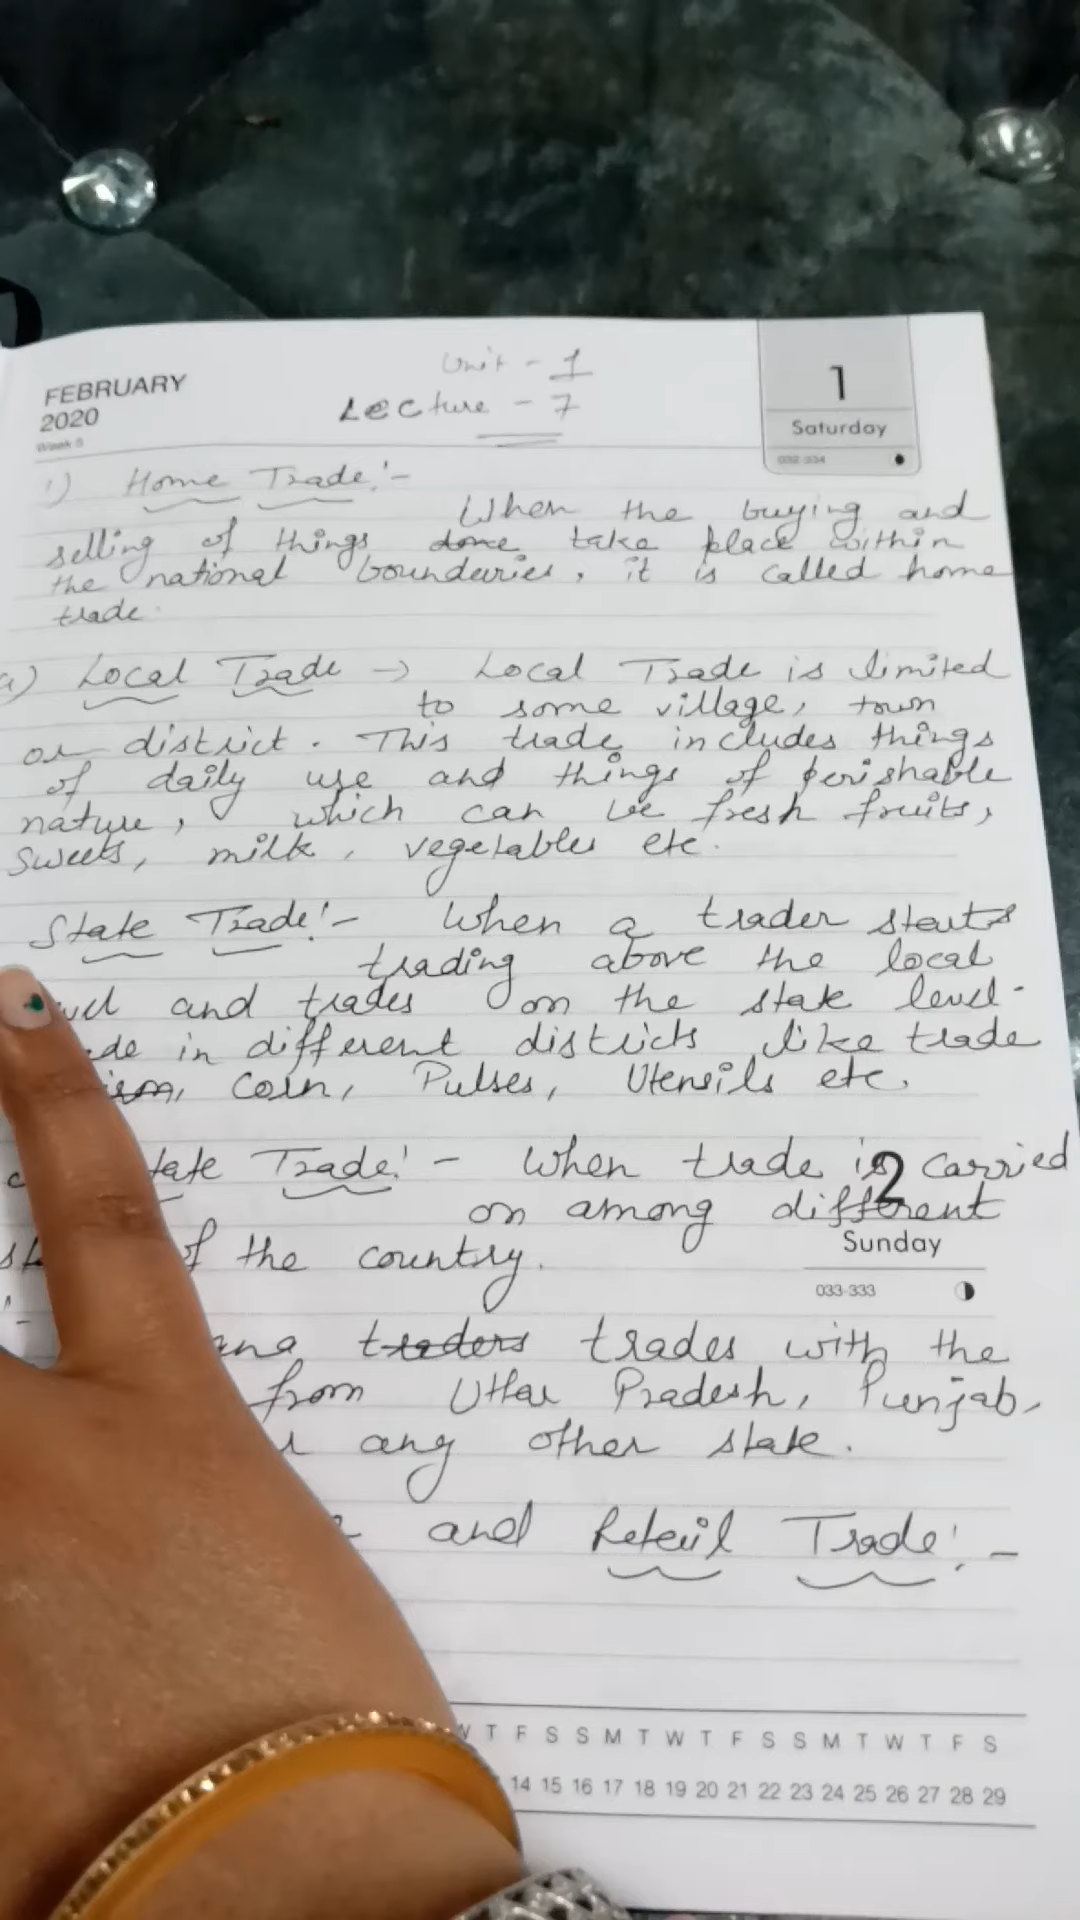 FEBRUARY
2020
Week 5
Unit - 1
Lecture - 7
1
Saturday
032-334
1) Home Trade:-
When the buying and
selling of things done take place within
the national boundaries, it is called home
trade.
a) Local Trade → Local Trade is limited
to some village, town
or district. This trade includes things
of daily use and things of perishable
nature, which can be fresh fruits,
sweets, milk, vegetables etc.
State Trade:- When a trader starts
trading above the local
and trades on the state level.
in different districts like trade
Corn, Pulses, Utensils etc.
Trade:- When trade is carried
on among different
of the country.
2
Sunday
033-333
traders trades with the
from Uttar Pradesh, Punjab,
any other state.
and Retail Trade:-
W T F S S M T W T F S S M T W T F S
14 15 16 17 18 19 20 21 22 23 24 25 26 27 28 29